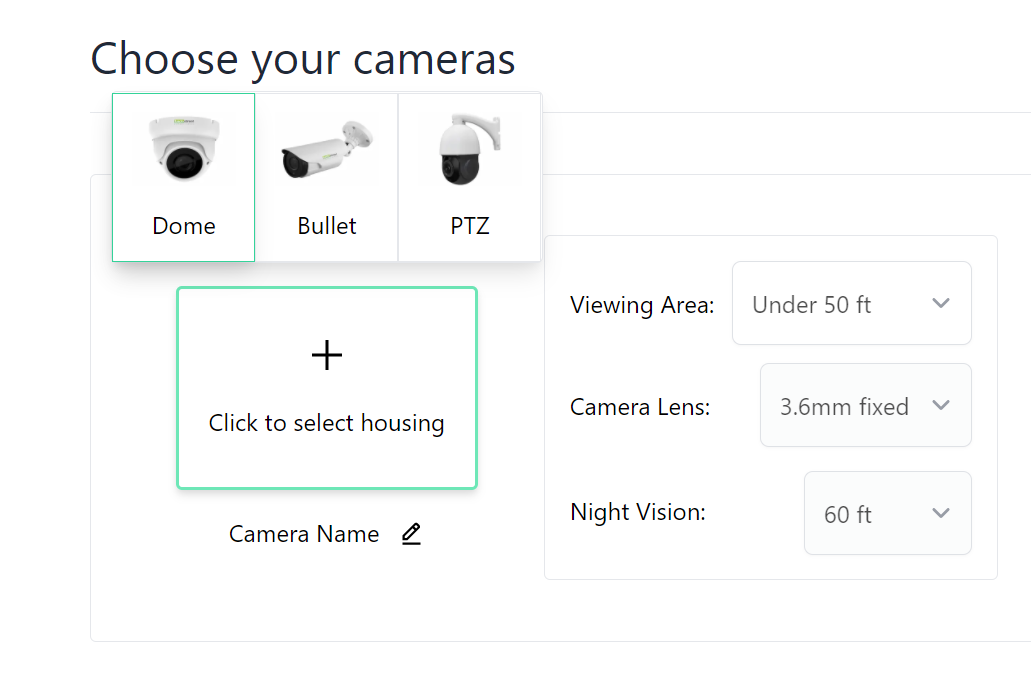 Choose your cameras
Dome
Bullet
PTZ
Click to select housing
Camera Name
Viewing Area:
Under 50 ft
Camera Lens:
3.6mm fixed
Night Vision:
60 ft